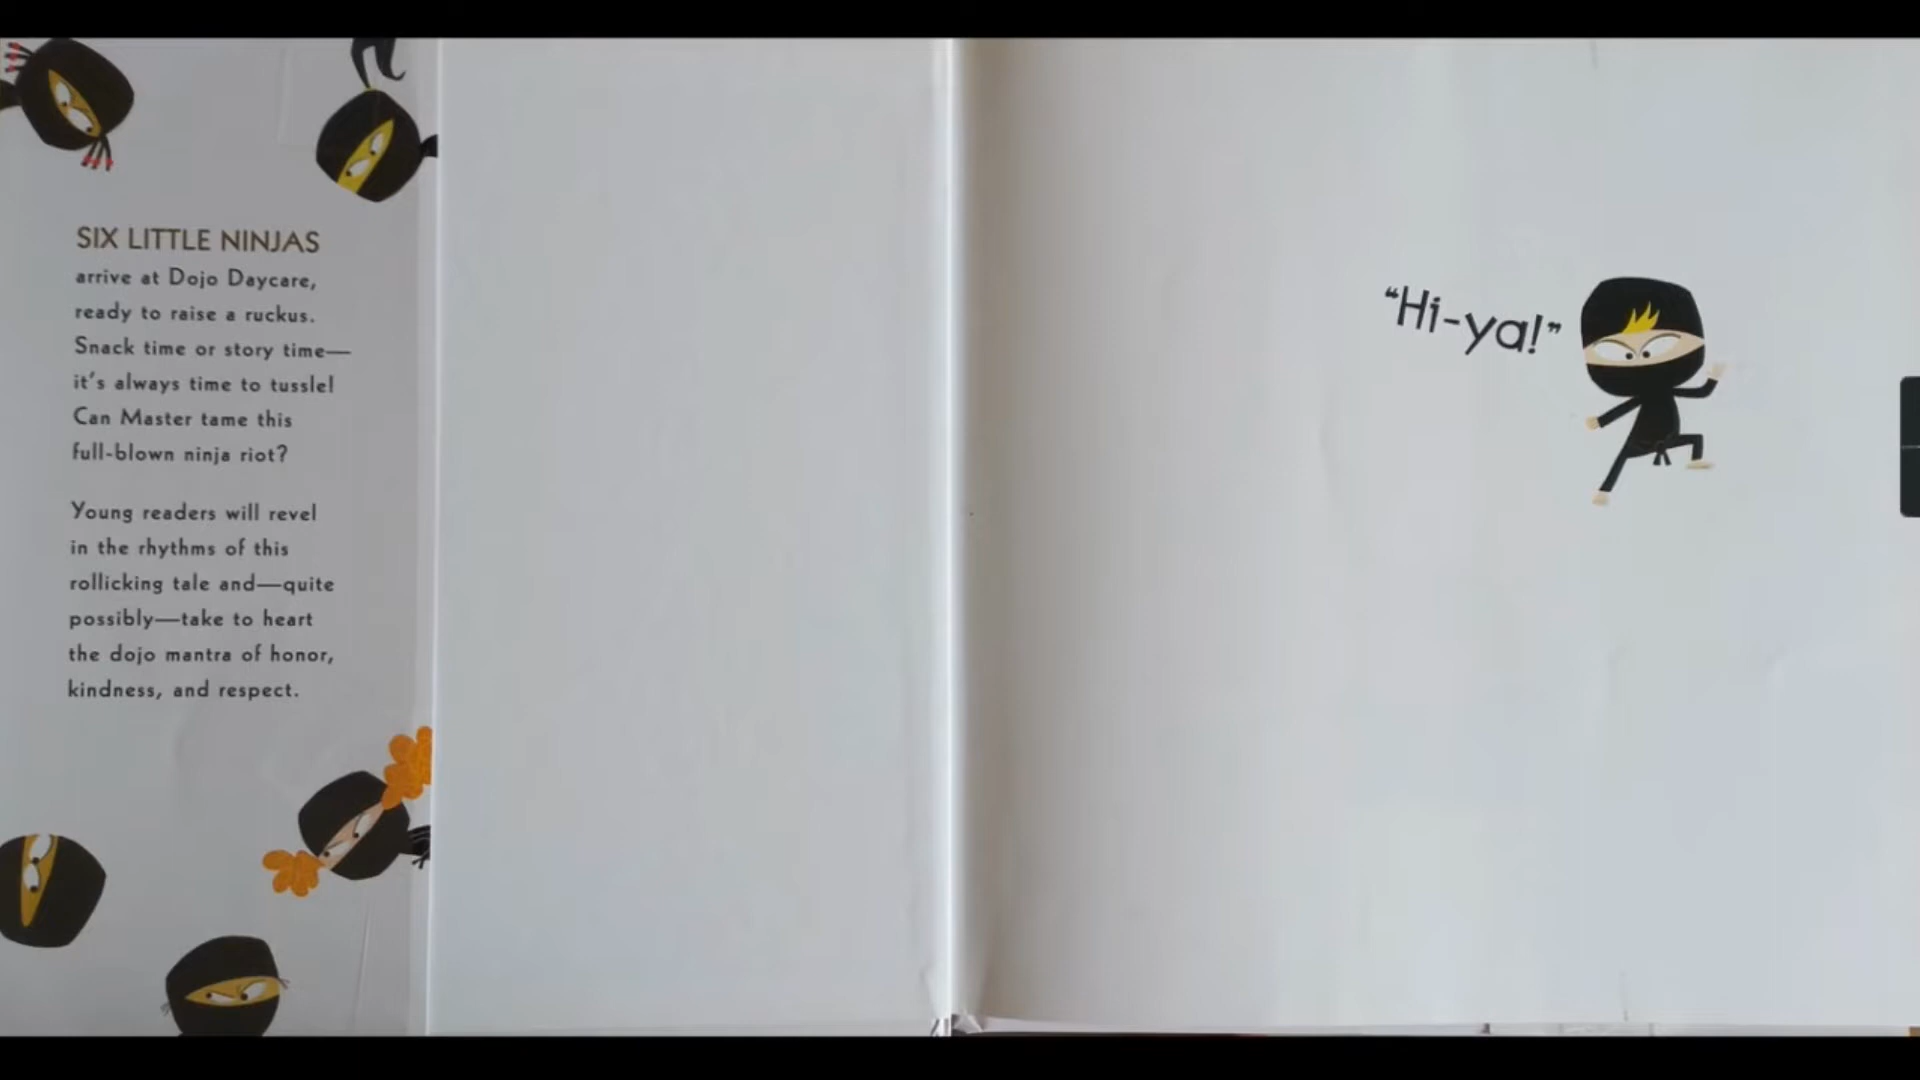 SIX LITTLE NINJAS
arrive at Dojo Daycare,
ready to raise a ruckus.
Snack time or story time—
it's always time to tussle!
Can Master tame this
full-blown ninja riot?
Young readers will revel
in the rhythms of this
rollicking tale and—quite
possibly—take to heart
the dojo mantra of honor,
kindness, and respect.
“Hi-ya!”